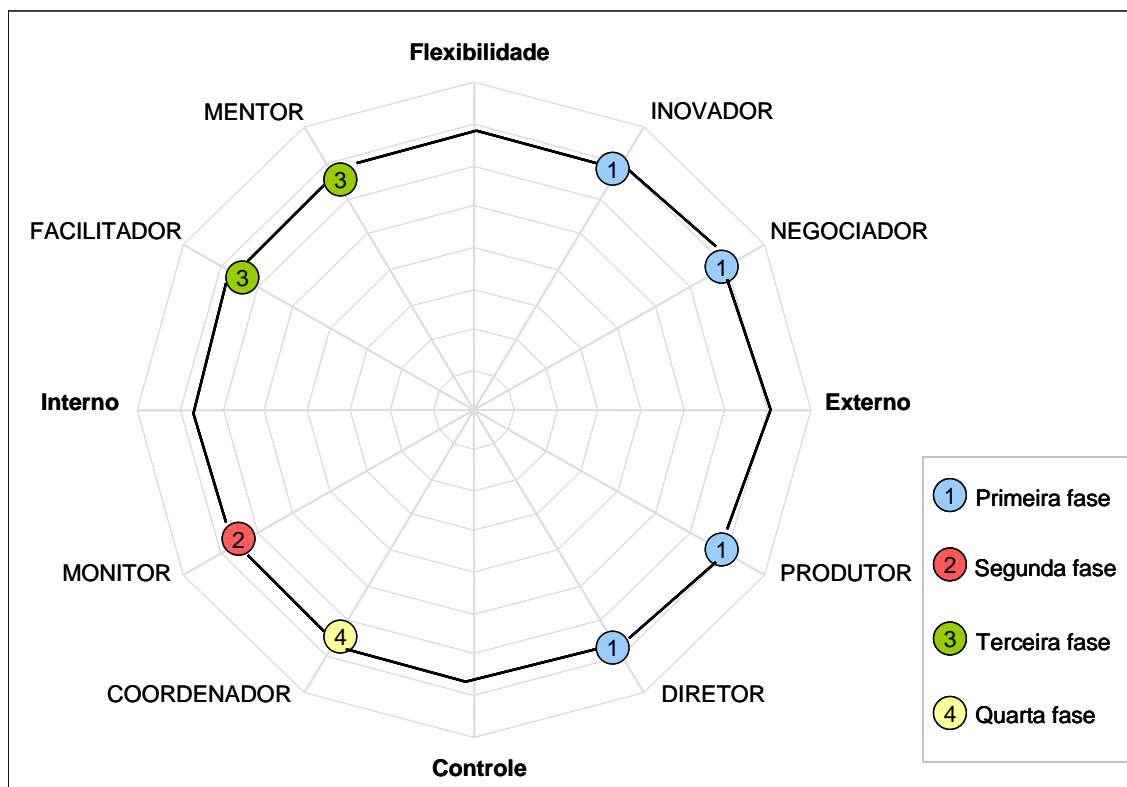 Flexibilidade
MENTOR
INOVADOR
3
1
FACILITADOR
NEGOCIADOR
3
1
Interno
Externo
MONITOR
2
1
PRODUTOR
COORDENADOR
4
1
DIRETOR
Controle
1 Primeira fase
2 Segunda fase
3 Terceira fase
4 Quarta fase